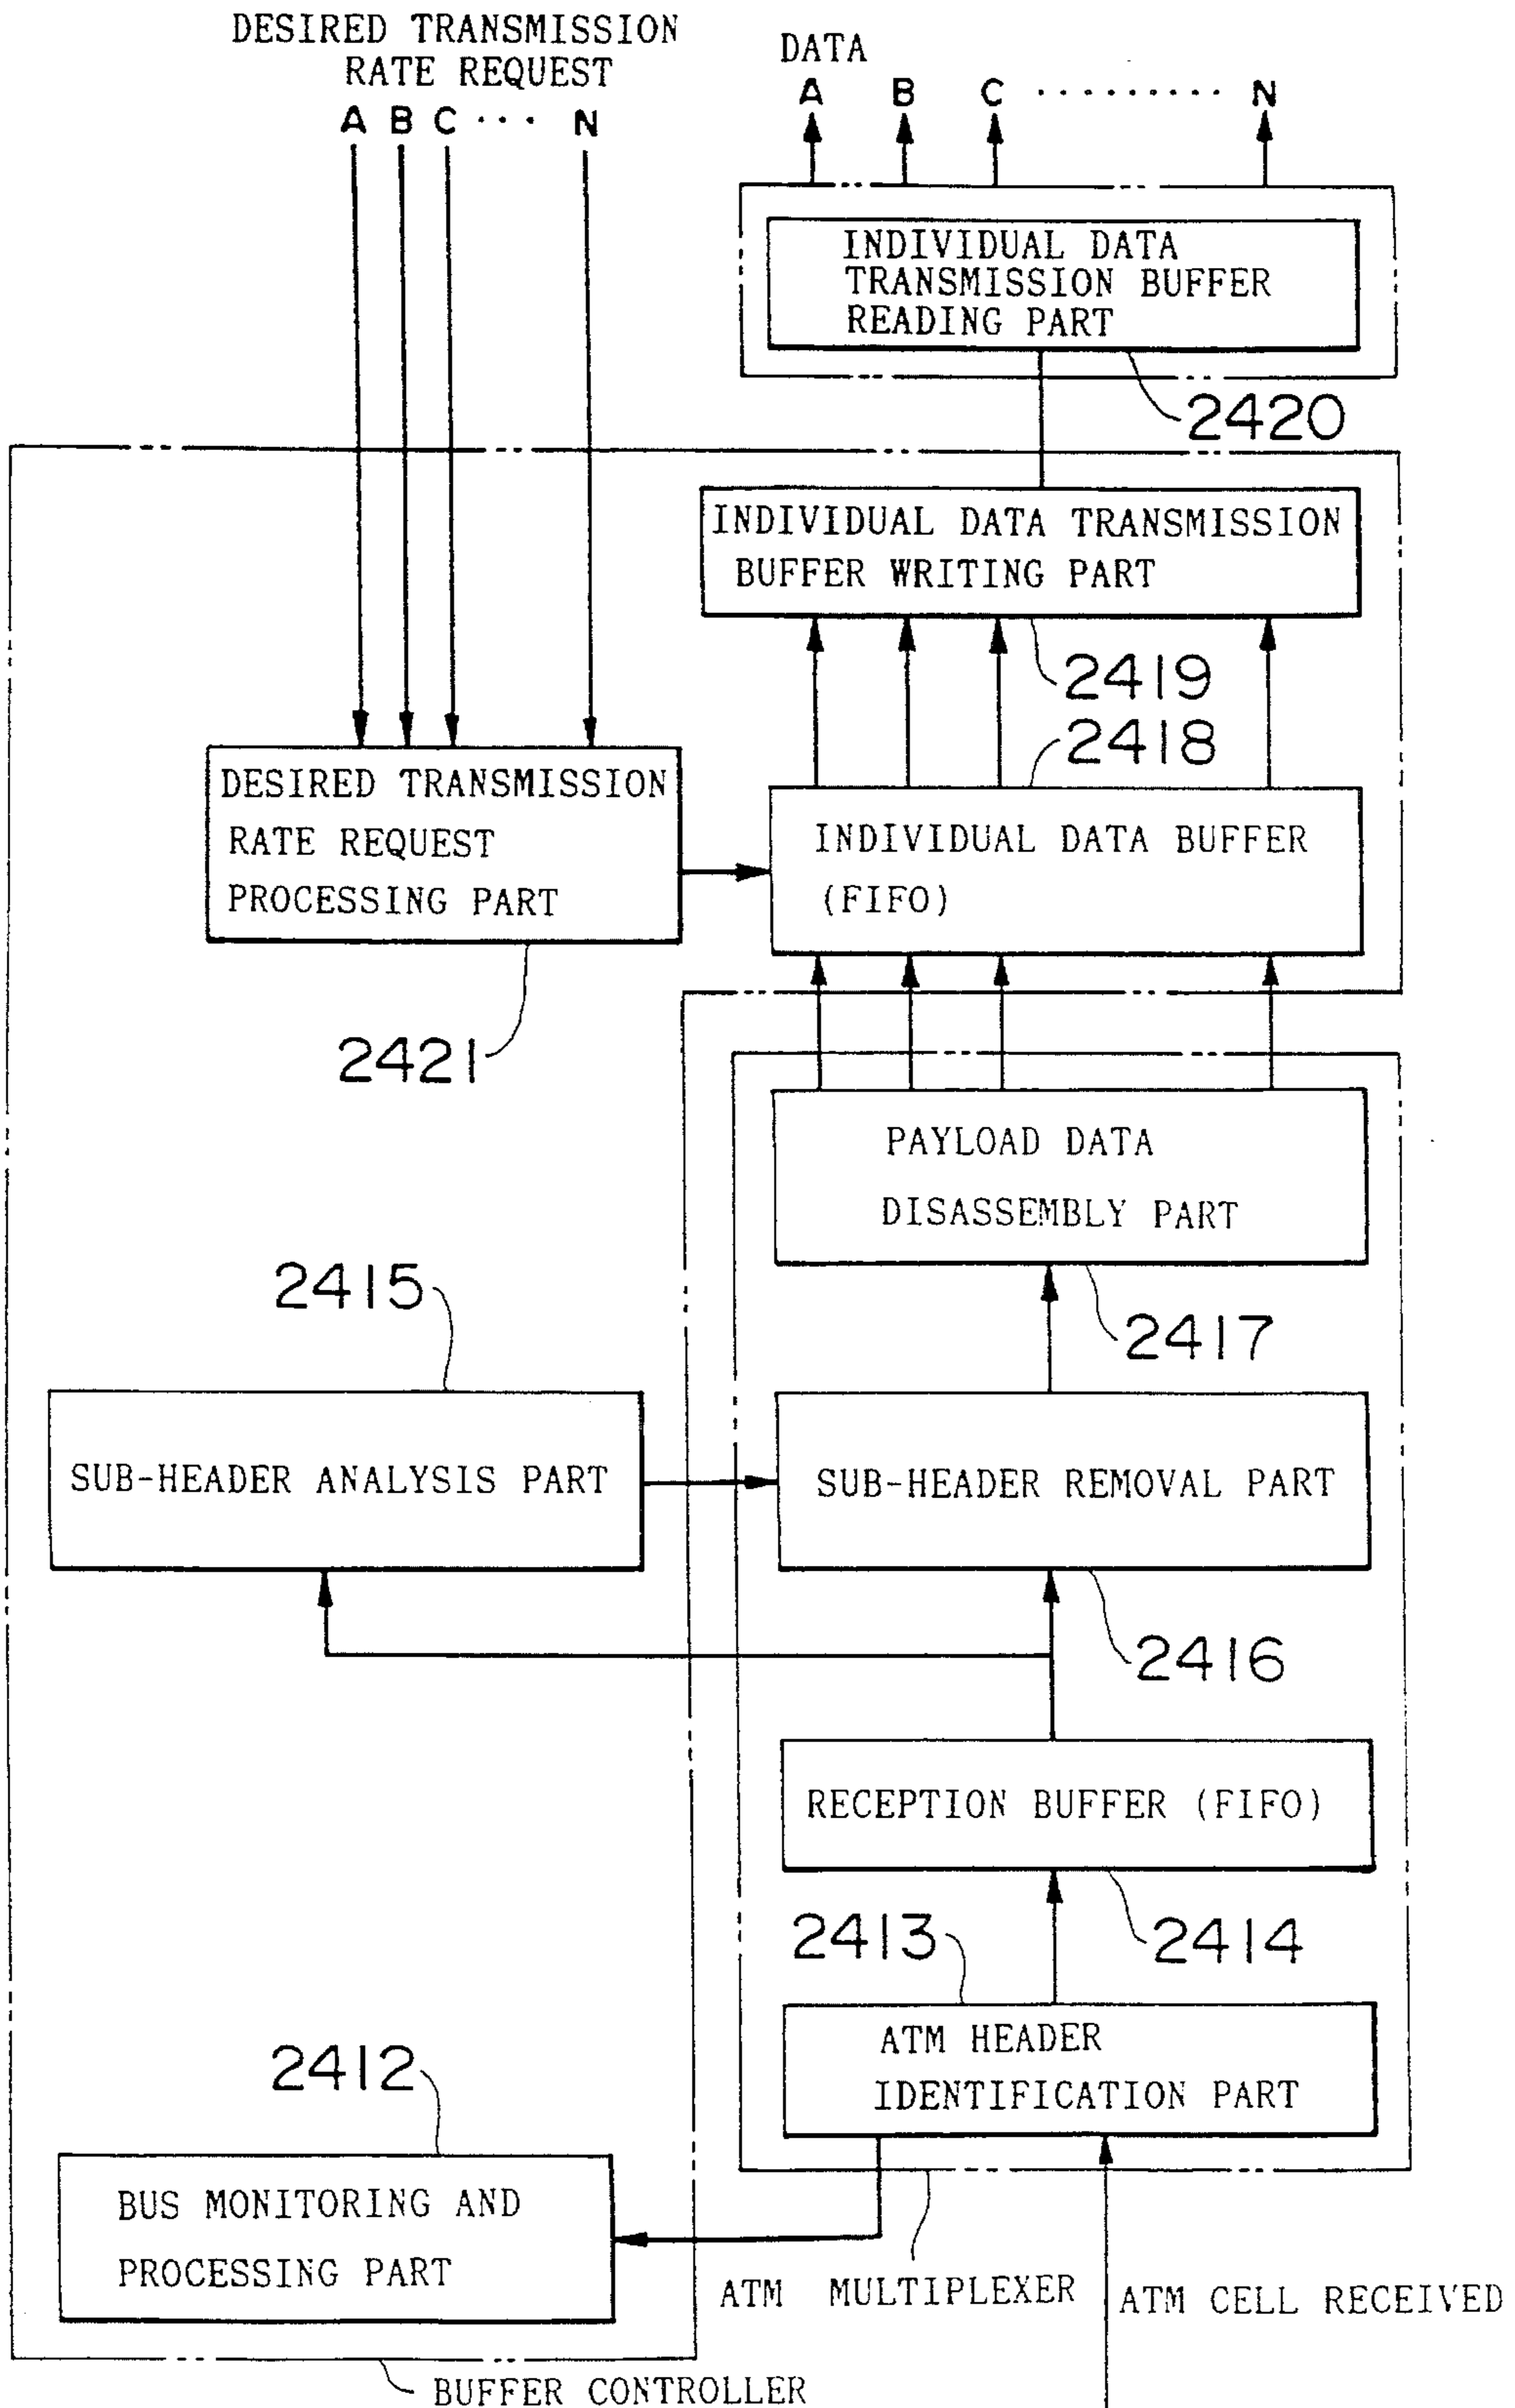 DESIRED TRANSMISSION
RATE REQUEST
A B C ··· N
DATA
A B C ········· N
INDIVIDUAL DATA
TRANSMISSION BUFFER
READING PART
2420
INDIVIDUAL DATA TRANSMISSION
BUFFER WRITING PART
2419
2418
DESIRED TRANSMISSION
RATE REQUEST
PROCESSING PART
INDIVIDUAL DATA BUFFER
(FIFO)
2421
PAYLOAD DATA
DISASSEMBLY PART
2415
2417
SUB-HEADER ANALYSIS PART
SUB-HEADER REMOVAL PART
2416
RECEPTION BUFFER (FIFO)
2413
2414
ATM HEADER
IDENTIFICATION PART
2412
BUS MONITORING AND
PROCESSING PART
ATM MULTIPLEXER
ATM CELL RECEIVED
BUFFER CONTROLLER